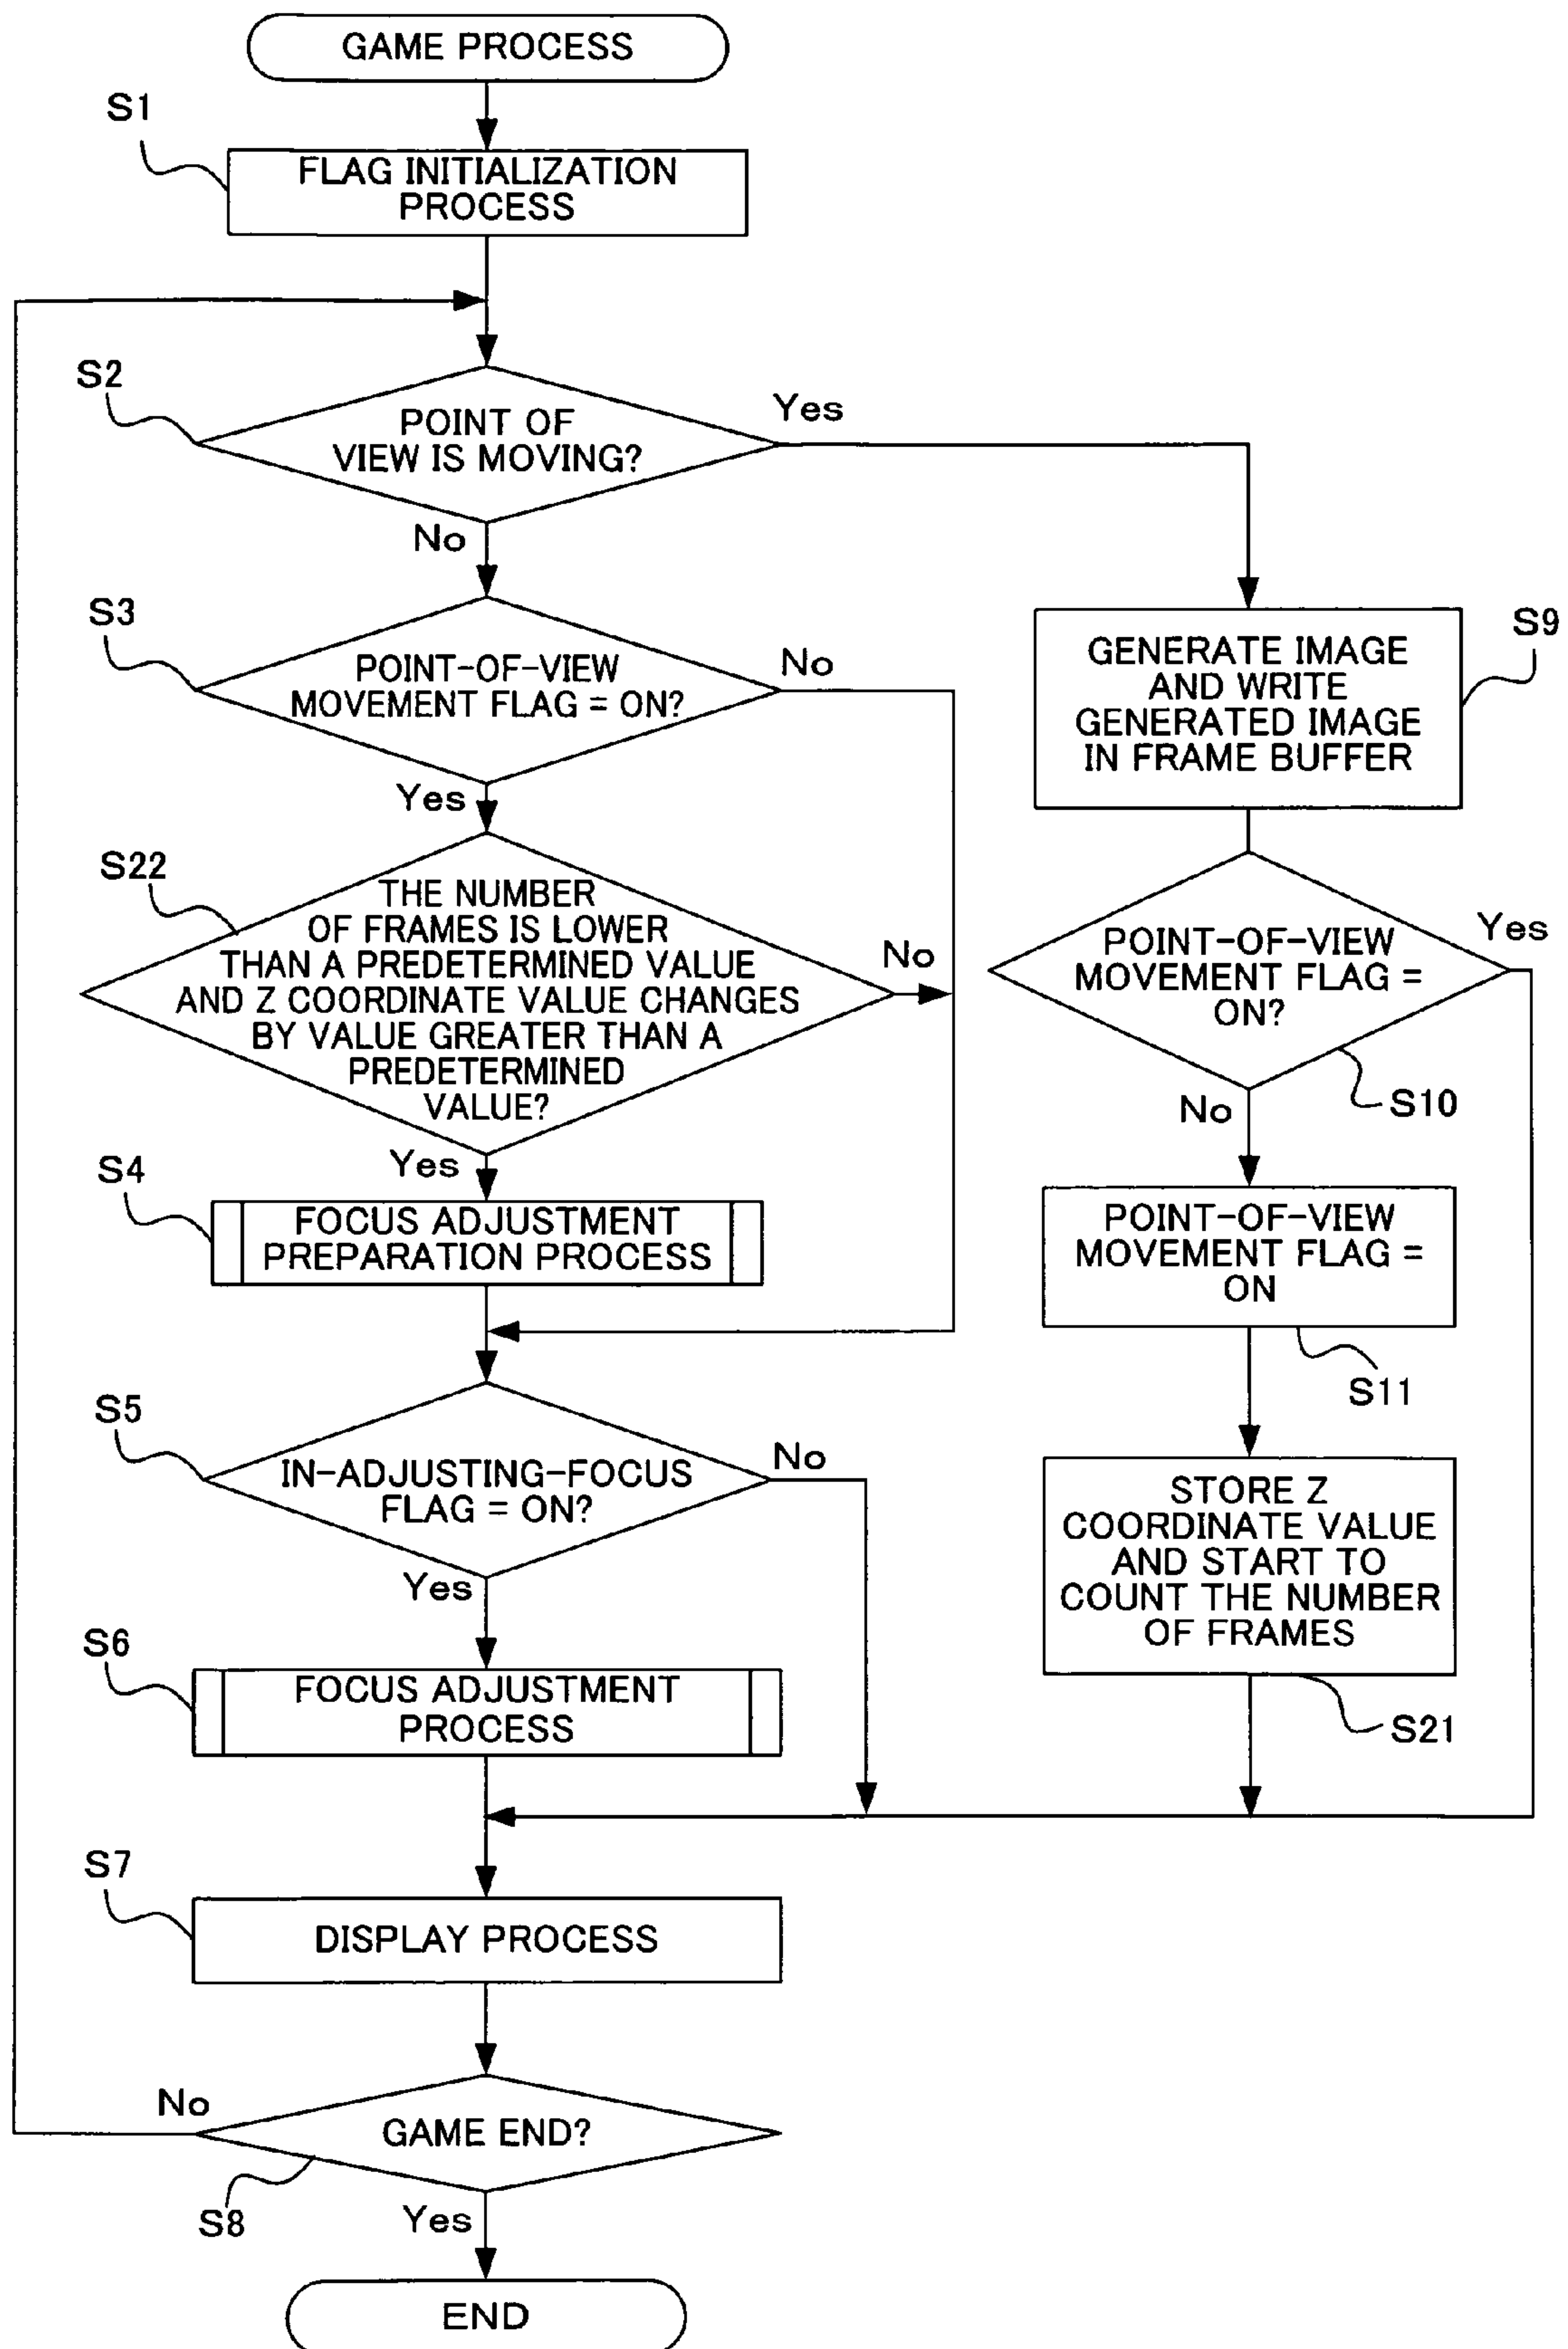 GAME PROCESS
S1
FLAG INITIALIZATION
PROCESS
S2
POINT OF
VIEW IS MOVING?
Yes
No
S3
POINT-OF-VIEW
MOVEMENT FLAG = ON?
No
Yes
S22
THE NUMBER
OF FRAMES IS LOWER
THAN A PREDETERMINED VALUE
AND Z COORDINATE VALUE CHANGES
BY VALUE GREATER THAN A
PREDETERMINED
VALUE?
No
Yes
S4
FOCUS ADJUSTMENT
PREPARATION PROCESS
S5
IN-ADJUSTING-FOCUS
FLAG = ON?
No
Yes
S6
FOCUS ADJUSTMENT
PROCESS
S9
GENERATE IMAGE
AND WRITE
GENERATED IMAGE
IN FRAME BUFFER
POINT-OF-VIEW
MOVEMENT FLAG =
ON?
Yes
S10
No
POINT-OF-VIEW
MOVEMENT FLAG =
ON
S11
STORE Z
COORDINATE VALUE
AND START TO
COUNT THE NUMBER
OF FRAMES
S21
S7
DISPLAY PROCESS
No
GAME END?
S8
Yes
END